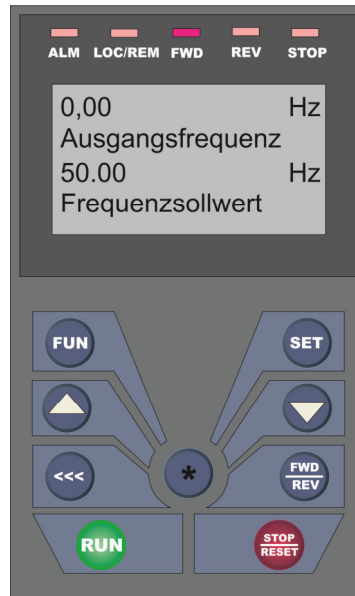 ALM LOC/REM FWD REV STOP
0,00 Hz
Ausgangsfrequenz
50.00 Hz
Frequenzsollwert
FUN SET
<<< * FWD
REV
RUN STOP
RESET